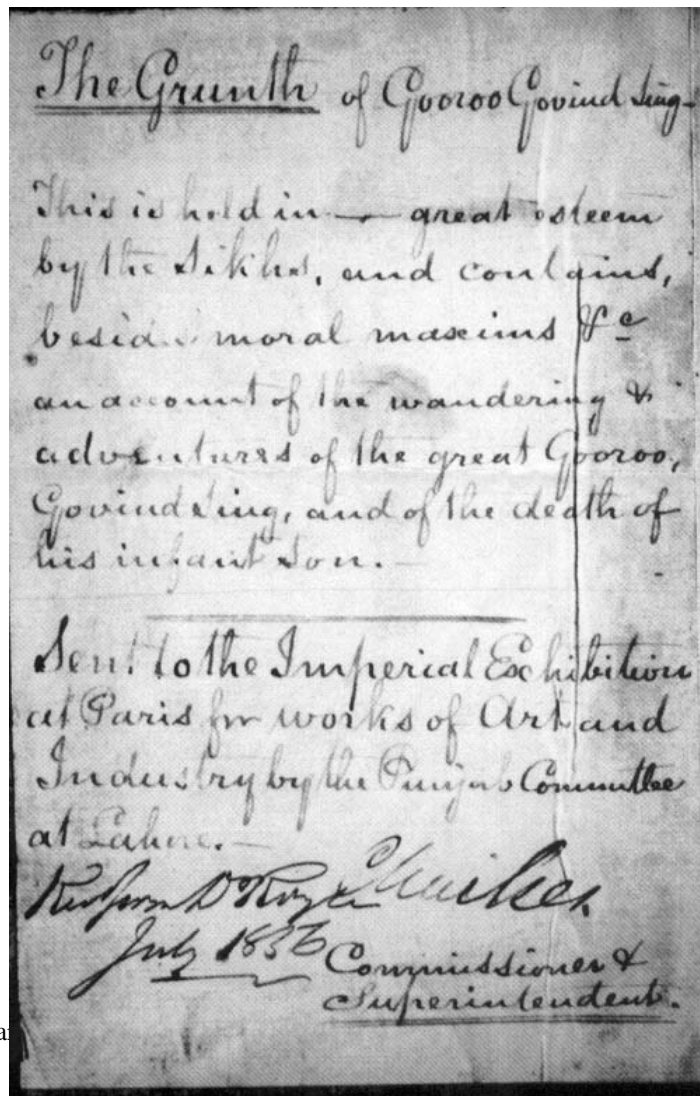 The Grunth of Gooroo Govind Sing-
This is held in — great esteem
by the Sikhs, and contains,
besides moral maxims &c
an account of the wandering &
adventures of the great Gooroo,
Govind Sing, and of the death of
his infant son. —
Sent to the Imperial Exhibition
at Paris for works of Art and
Industry by the Punjab Committee
at Lahore. —
July 1856
Commissioner &
Superintendent.